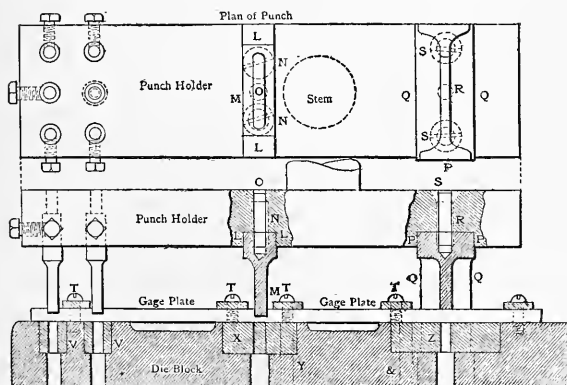 Plan of Punch
L
S
N
Punch Holder
M
O
Stem
Q
R
Q
N
S
L
P
O
S
Punch Holder
N
R
L
L
P
P
T
T
M
T
T
Q
Q
Gage Plate
Gage Plate
V
V
X
Z
Die Block
Y
&